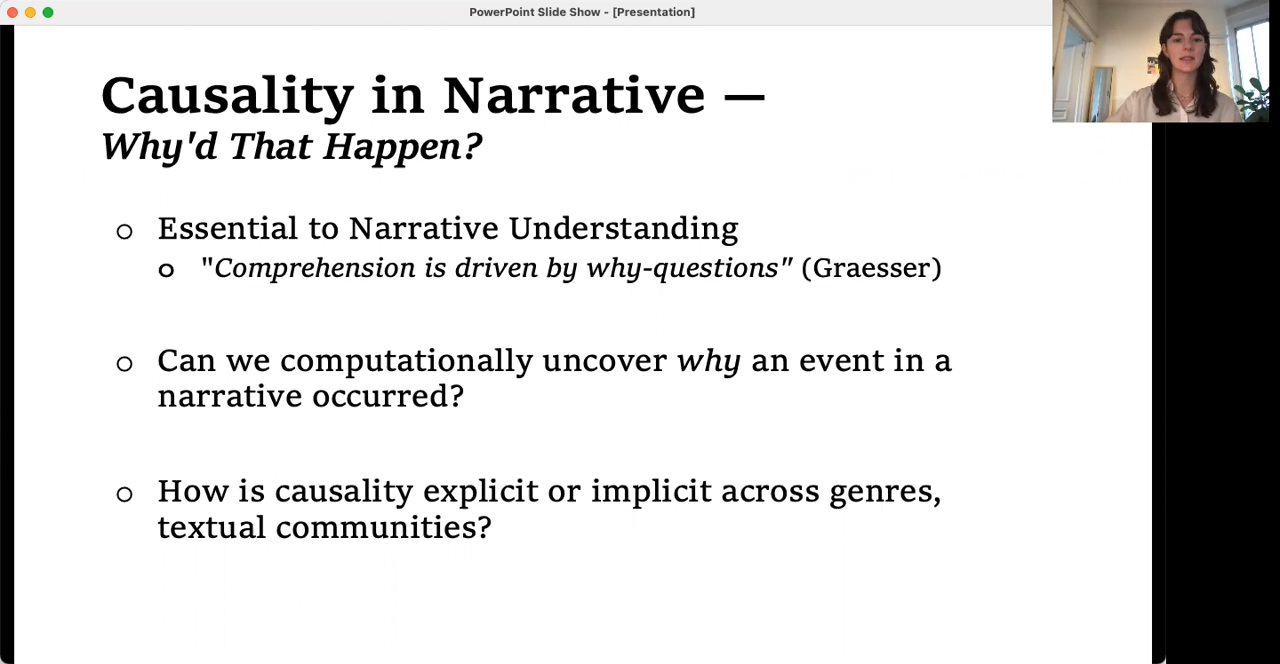 PowerPoint Slide Show - [Presentation]
Causality in Narrative —
Why'd That Happen?
Essential to Narrative Understanding
"Comprehension is driven by why-questions" (Graesser)
Can we computationally uncover why an event in a
narrative occurred?
How is causality explicit or implicit across genres,
textual communities?